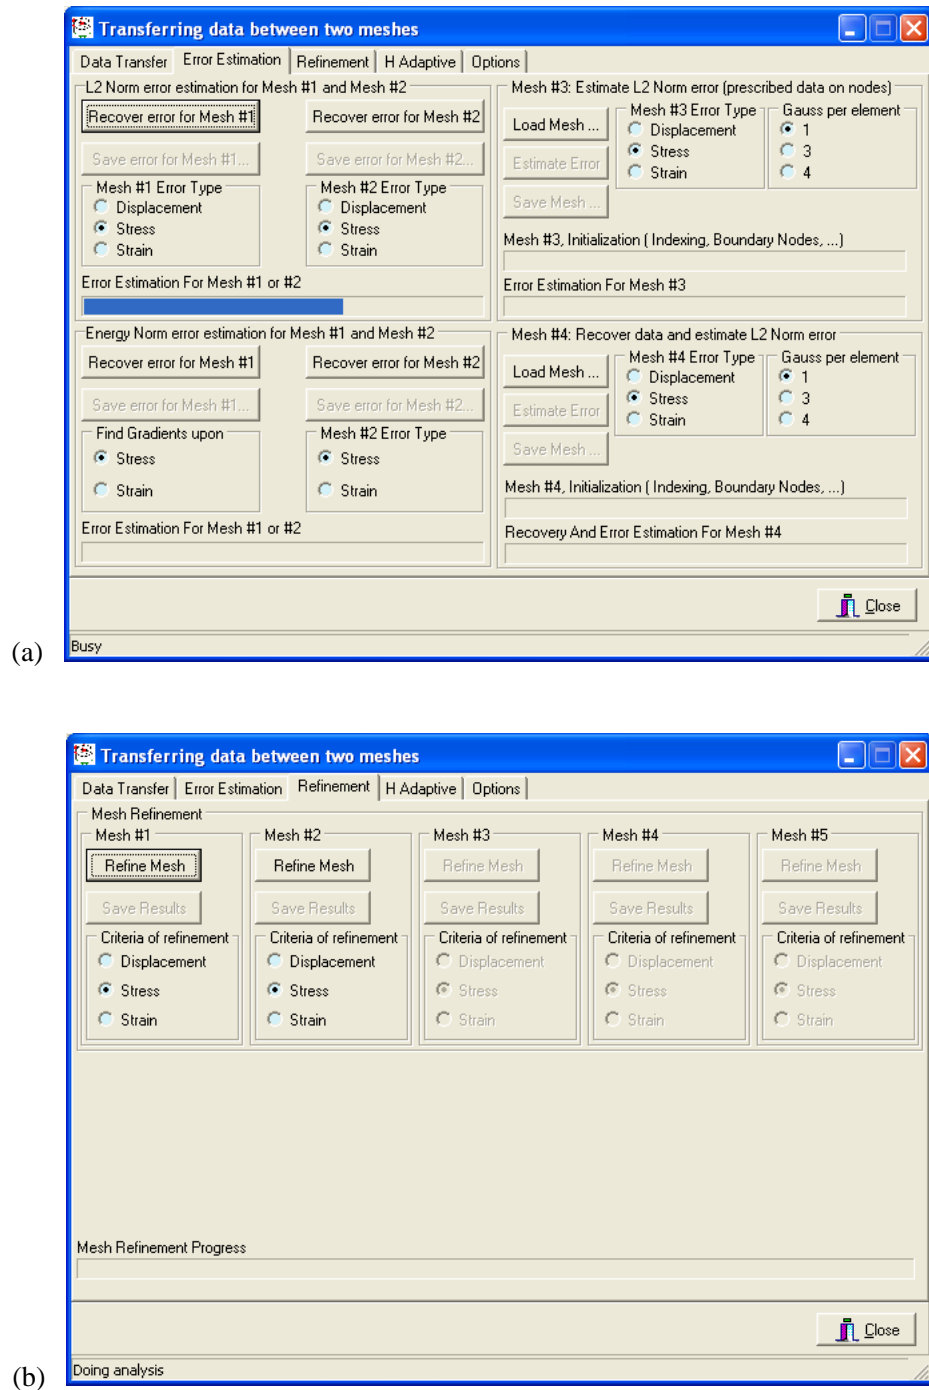 Transferring data between two meshes
Data Transfer Error Estimation Refinement H Adaptive Options
L2 Norm error estimation for Mesh #1 and Mesh #2
Recover error for Mesh #1 Recover error for Mesh #2
Save error for Mesh #1... Save error for Mesh #2...
Mesh #1 Error Type Mesh #2 Error Type
Displacement Displacement
Stress Stress
Strain Strain
Error Estimation For Mesh #1 or #2
Mesh #3: Estimate L2 Norm error (prescribed data on nodes)
Load Mesh ...
Estimate Error
Save Mesh ...
Mesh #3 Error Type
Displacement
Stress
Strain
Gauss per element
1
3
4
Mesh #3, Initialization ( Indexing, Boundary Nodes, ...)
Error Estimation For Mesh #3
Energy Norm error estimation for Mesh #1 and Mesh #2
Recover error for Mesh #1 Recover error for Mesh #2
Save error for Mesh #1... Save error for Mesh #2...
Find Gradients upon Mesh #2 Error Type
Stress Stress
Strain Strain
Error Estimation For Mesh #1 or #2
Mesh #4: Recover data and estimate L2 Norm error
Load Mesh ...
Estimate Error
Save Mesh ...
Mesh #4 Error Type
Displacement
Stress
Strain
Gauss per element
1
3
4
Mesh #4, Initialization ( Indexing, Boundary Nodes, ...)
Recovery And Error Estimation For Mesh #4
Close
(a)
Busy
Transferring data between two meshes
Data Transfer Error Estimation Refinement H Adaptive Options
Mesh Refinement
Mesh #1 Mesh #2 Mesh #3 Mesh #4 Mesh #5
Refine Mesh Refine Mesh Refine Mesh Refine Mesh Refine Mesh
Save Results Save Results Save Results Save Results Save Results
Criteria of refinement Criteria of refinement Criteria of refinement Criteria of refinement Criteria of refinement
Displacement Displacement Displacement Displacement Displacement
Stress Stress Stress Stress Stress
Strain Strain Strain Strain Strain
Mesh Refinement Progress
Close
(b)
Doing analysis